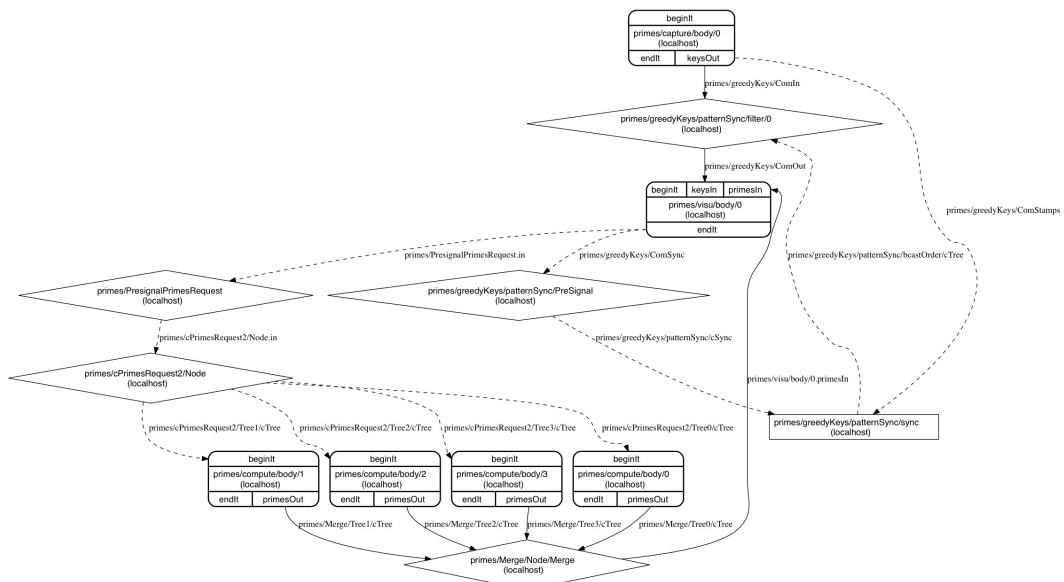 beginIt
primes/capture/body/0
(localhost)
endIt keysOut
primes/greedyKeys/ComIn
primes/greedyKeys/patternSync/filter/0
(localhost)
primes/greedyKeys/ComOut
beginIt keysIn primesIn
primes/visu/body/0
(localhost)
endIt
primes/greedyKeys/ComStamps
primes/PresignalPrimesRequest.in
primes/greedyKeys/ComSync
primes/greedyKeys/patternSync/bcastOrder/cTree
primes/PresignalPrimesRequest
(localhost)
primes/greedyKeys/patternSync/PreSignal
(localhost)
primes/cPrimesRequest2/Node.in
primes/greedyKeys/patternSync/cSync
primes/cPrimesRequest2/Node
(localhost)
primes/visu/body/0.primesIn
primes/greedyKeys/patternSync/sync
(localhost)
primes/cPrimesRequest2/Tree1/cTree
primes/cPrimesRequest2/Tree2/cTree
primes/cPrimesRequest2/Tree3/cTree
primes/cPrimesRequest2/Tree0/cTree
beginIt
primes/compute/body/1
(localhost)
endIt primesOut
beginIt
primes/compute/body/2
(localhost)
endIt primesOut
beginIt
primes/compute/body/3
(localhost)
endIt primesOut
beginIt
primes/compute/body/0
(localhost)
endIt primesOut
primes/Merge/Tree1/cTree
primes/Merge/Tree2/cTree
primes/Merge/Tree3/cTree
primes/Merge/Tree0/cTree
primes/Merge/Node/Merge
(localhost)